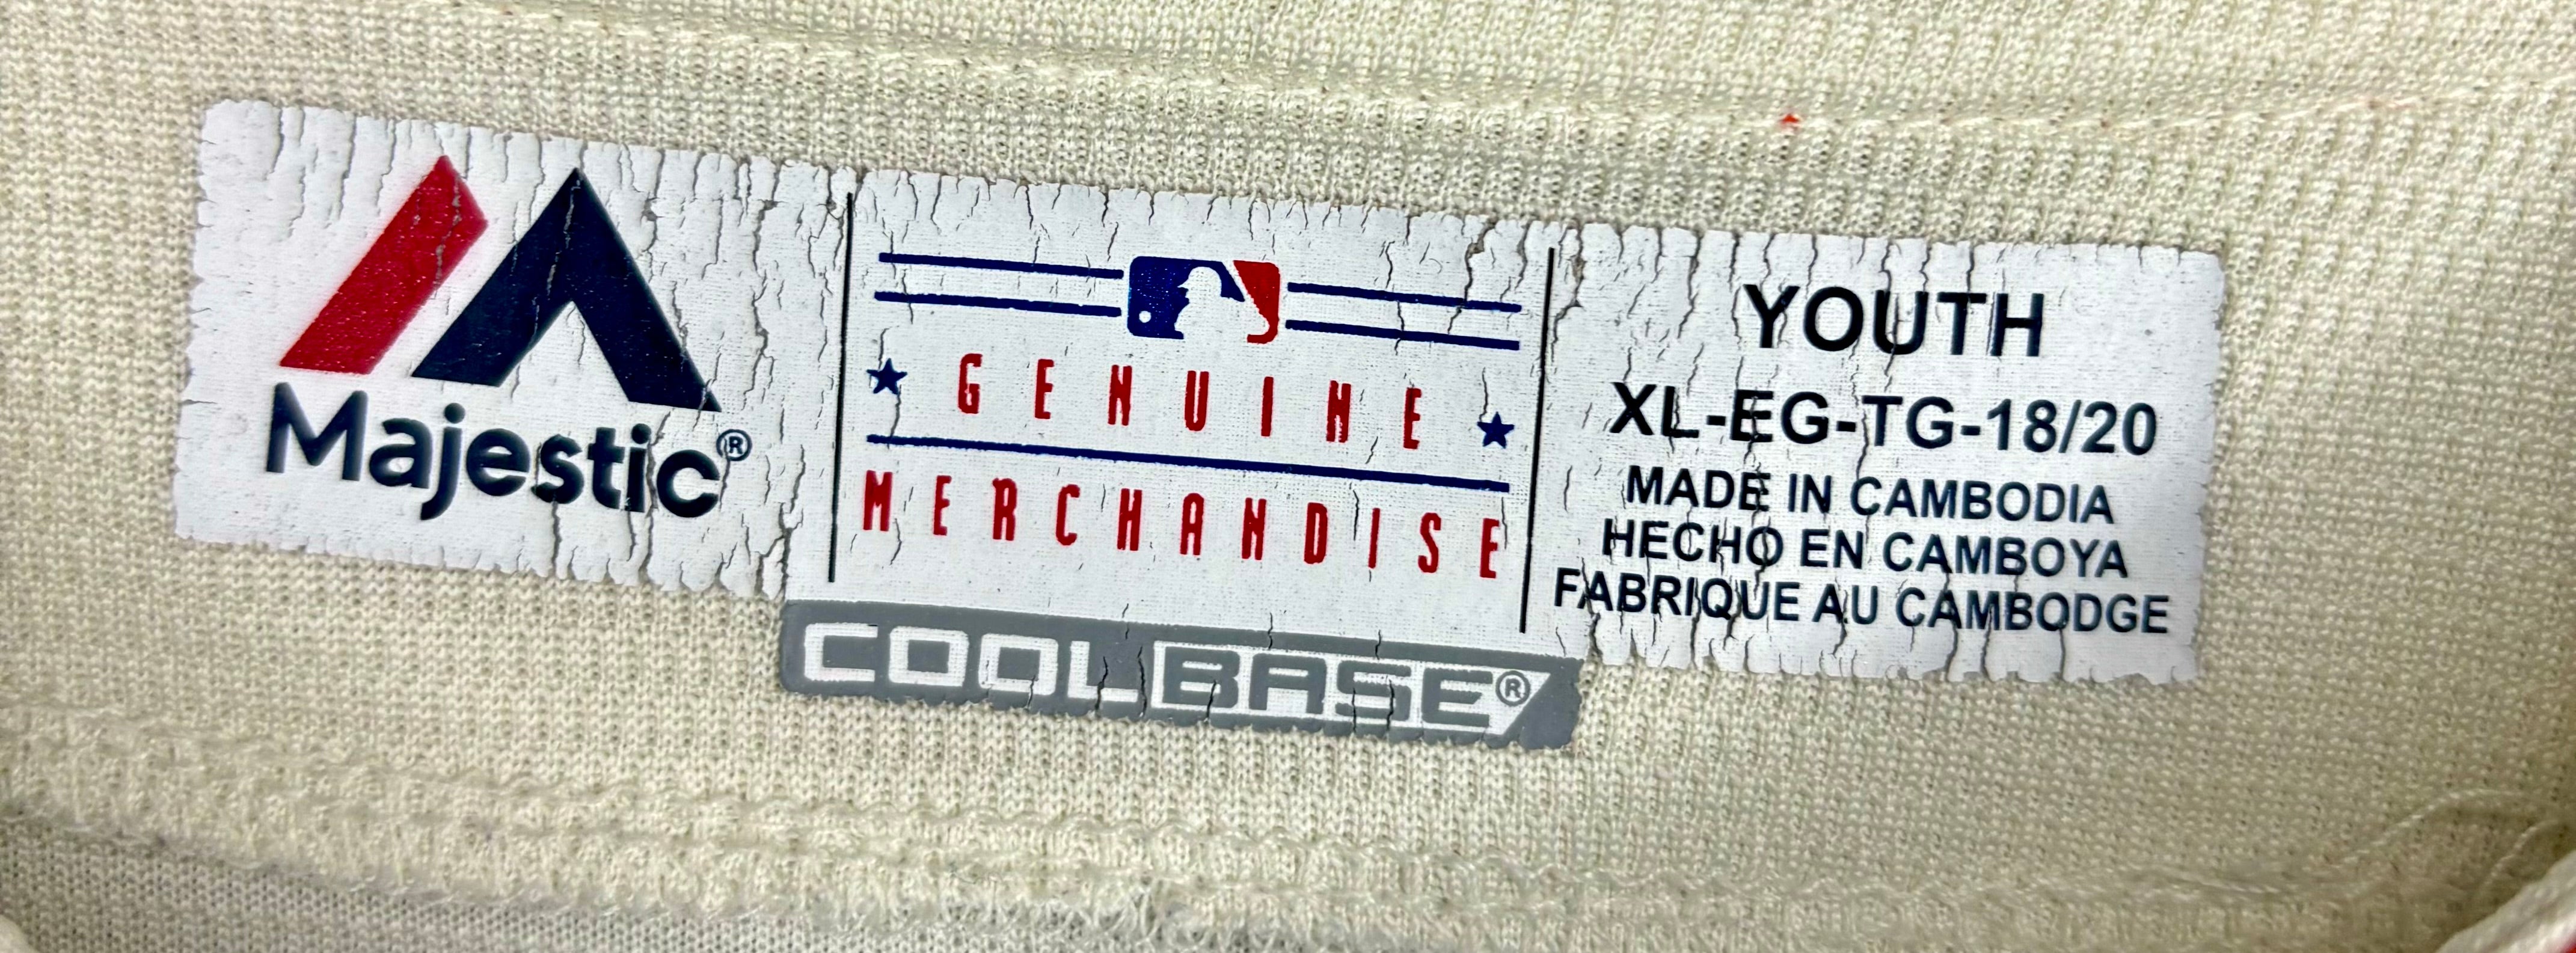 Majestic®
GENUINE
MERCHANDISE
COOLBASE®
YOUTH
XL-EG-TG-18/20
MADE IN CAMBODIA
HECHO EN CAMBOYA
FABRIQUE AU CAMBODGE